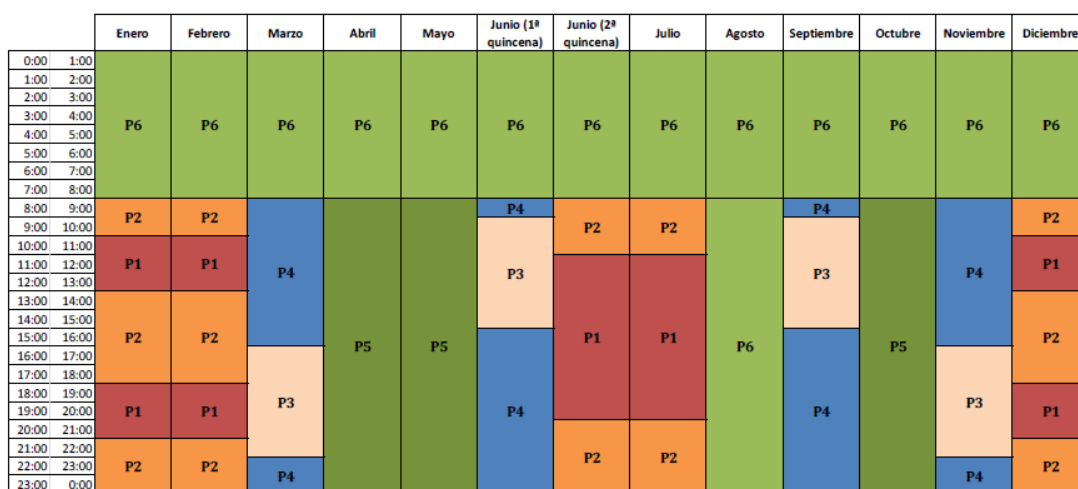 Enero Febrero Marzo Abril Mayo Junio (1ª quincena) Junio (2ª quincena) Julio Agosto Septiembre Octubre Noviembre Diciembre
0:00 1:00
1:00 2:00
2:00 3:00
3:00 4:00
P6 P6 P6 P6 P6 P6 P6 P6 P6 P6 P6 P6 P6
4:00 5:00
5:00 6:00
6:00 7:00
7:00 8:00
8:00 9:00 P4 P4
P2 P2 P2
9:00 10:00 P2 P2
10:00 11:00
11:00 12:00 P1 P1 P4 P3 P3 P4 P1
12:00 13:00
13:00 14:00
14:00 15:00
15:00 16:00 P2 P2 P5 P5 P1 P1 P6 P5 P2
16:00 17:00
17:00 18:00
18:00 19:00 P3 P3
19:00 20:00 P1 P1 P4 P4 P1
20:00 21:00
21:00 22:00
22:00 23:00 P2 P2 P4 P2 P2 P4 P2
23:00 0:00